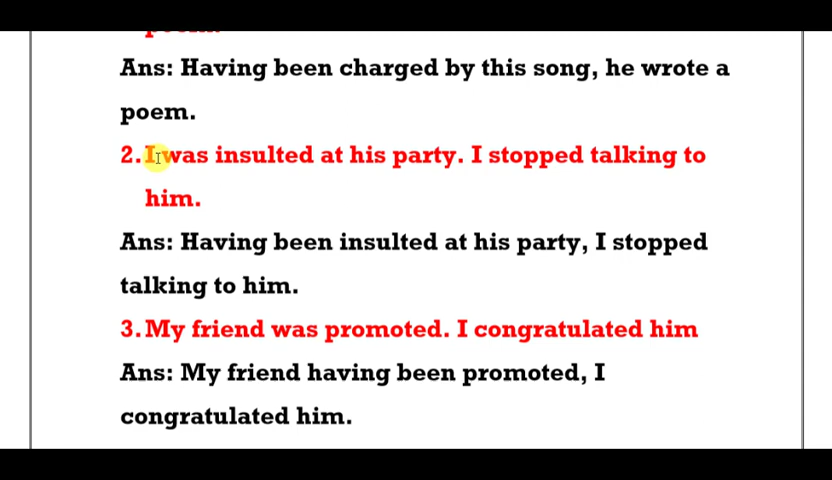 Ans: Having been charged by this song, he wrote a
poem.
2. I was insulted at his party. I stopped talking to
him.
Ans: Having been insulted at his party, I stopped
talking to him.
3. My friend was promoted. I congratulated him
Ans: My friend having been promoted, I
congratulated him.